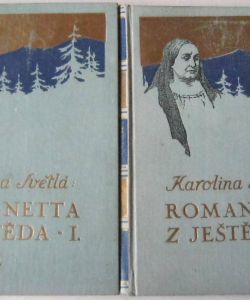 á Světlá:
NETTA
ĚDA · I.
Karolina
ROMAN
Z JEŠTĚ